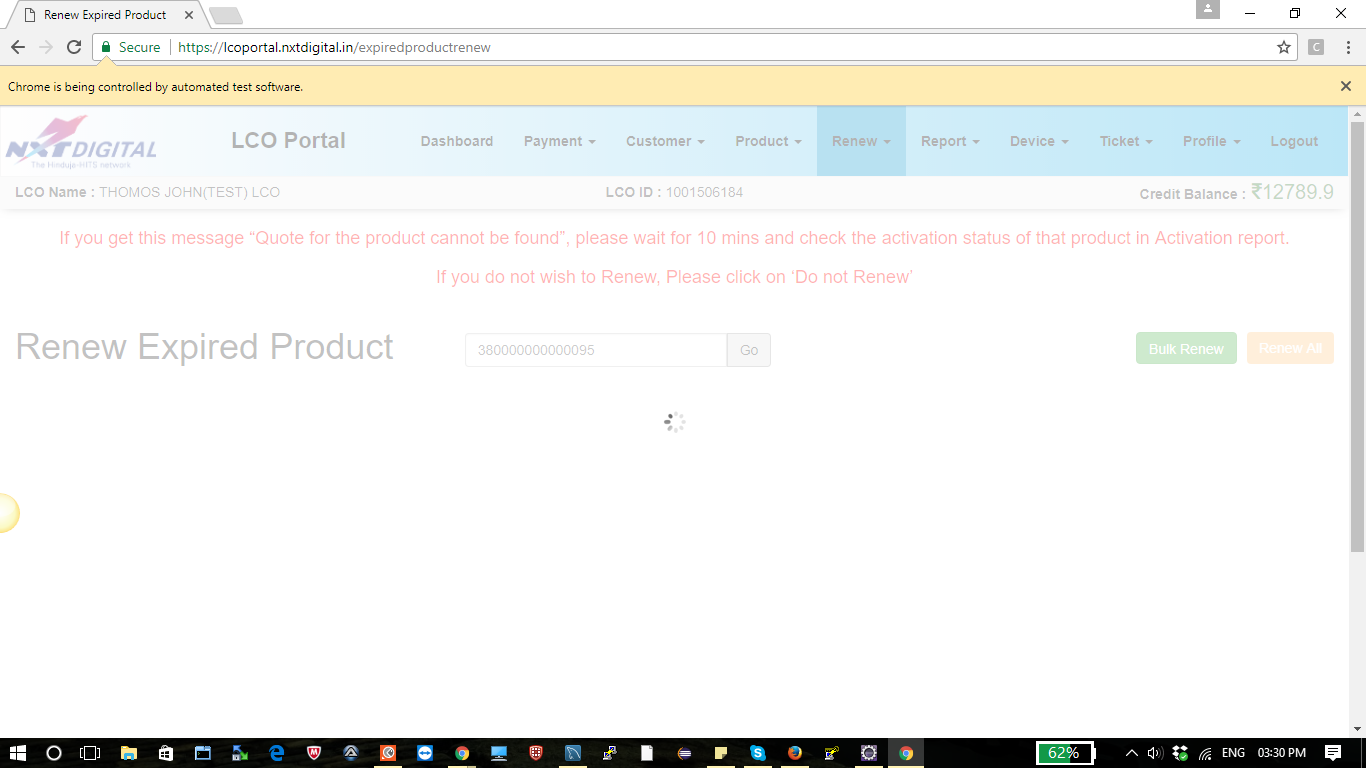 Renew Expired Product
Secure https://lcoportal.nxtdigital.in/expiredproductrenew
C
Chrome is being controlled by automated test software.
NXTDIGITAL
The Hinduja-HITS network
LCO Portal
Dashboard Payment Customer Product Renew Report Device Ticket Profile Logout
LCO Name : THOMOS JOHN(TEST) LCO LCO ID : 1001506184 Credit Balance : ₹12789.9
If you get this message “Quote for the product cannot be found”, please wait for 10 mins and check the activation status of that product in Activation report.
If you do not wish to Renew, Please click on ‘Do not Renew’
Renew Expired Product 380000000000095 Go Bulk Renew Renew All
62% ENG 03:30 PM